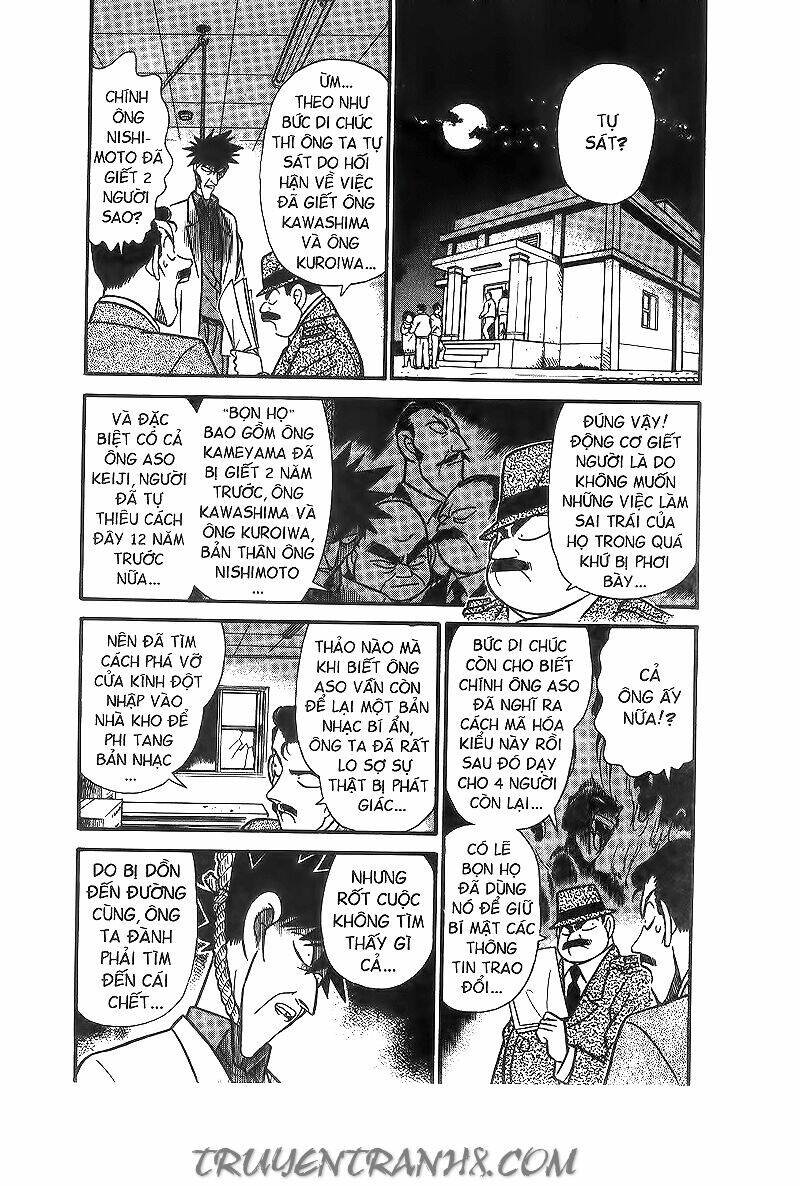 TỰ
SÁT?
ỪM...
THEO NHƯ
BỨC DI CHÚC
THÌ ÔNG TA TỰ
SÁT DO HỐI
HẬN VỀ VIỆC
ĐÃ GIẾT ÔNG
KAWASHIMA
VÀ ÔNG
KUROIWA...
CHÍNH
ÔNG
NISHI-
MOTO ĐÃ
GIẾT 2
NGƯỜI
SAO?
ĐÚNG VẬY!
ĐỘNG CƠ GIẾT
NGƯỜI LÀ DO
KHÔNG MUỐN
NHỮNG VIỆC LÀM
SAI TRÁI CỦA
HỌ TRONG QUÁ
KHỨ BỊ PHƠI
BÀY...
"BỌN HỌ"
BAO GỒM ÔNG
KAMEYAMA ĐÃ
BỊ GIẾT 2 NĂM
TRƯỚC, ÔNG
KAWASHIMA VÀ
ÔNG KUROIWA,
BẢN THÂN ÔNG
NISHIMOTO
...
VÀ ĐẶC
BIỆT CÓ CẢ
ÔNG ASO
KEIJI, NGƯỜI
ĐÃ TỰ
THIÊU CÁCH
ĐÂY 12 NĂM
TRƯỚC
NỮA...
CẢ
ÔNG ẤY
NỮA!?
BỨC DI CHÚC
CÒN CHO BIẾT
CHÍNH ÔNG ASO
ĐÃ NGHĨ RA
CÁCH MÃ HÓA
KIỂU NÀY RỒI
SAU ĐÓ DẠY
CHO 4 NGƯỜI
CÒN LẠI...
CÓ LẼ
BỌN HỌ
ĐÃ DÙNG
NÓ ĐỂ GIỮ
BÍ MẬT CÁC
THÔNG
TIN TRAO
ĐỔI...
THẢO NÀO MÀ
KHI BIẾT ÔNG
ASO VẪN CÒN
ĐỂ LẠI MỘT BẢN
NHẠC BÍ ẨN,
ÔNG TA ĐÃ RẤT
LO SỢ SỰ
THẬT BỊ PHÁT
GIÁC...
NÊN ĐÃ TÌM
CÁCH PHÁ VỠ
CỬA KÍNH ĐỘT
NHẬP VÀO
NHÀ KHO ĐỂ
PHI TANG
BẢN NHẠC
...
NHƯNG
RỐT CUỘC
KHÔNG TÌM
THẤY GÌ
CẢ...
DO BỊ DỒN
ĐẾN ĐƯỜNG
CÙNG, ÔNG
TA ĐÀNH
PHẢI TÌM
ĐẾN CÁI
CHẾT...
TRUYENTRANH8.COM